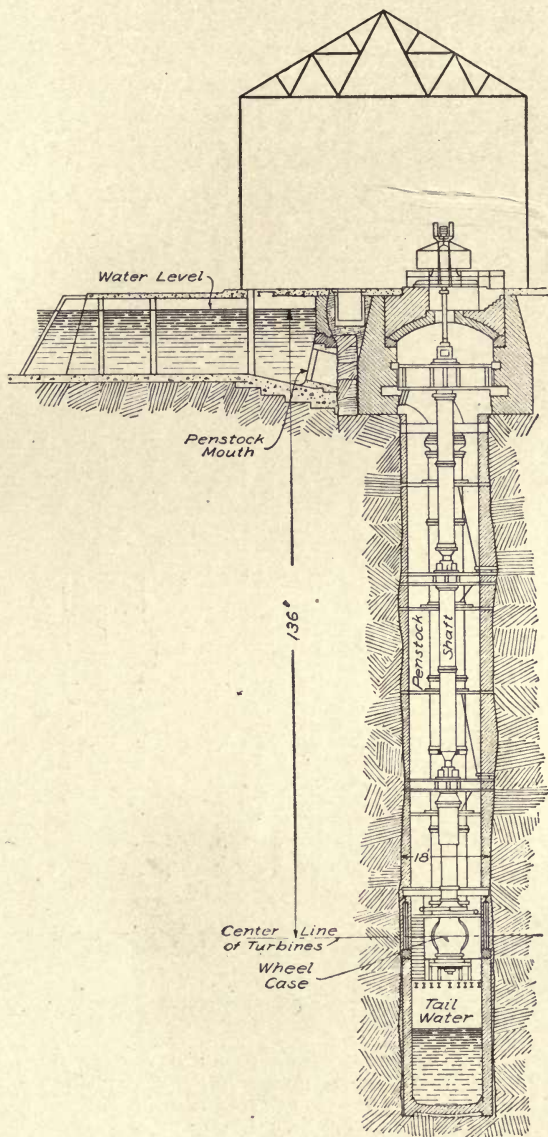 Water Level
Penstock
Mouth
136'
Penstock
Shaft
18'
Center Line
of Turbines
Wheel
Case
Tail
Water